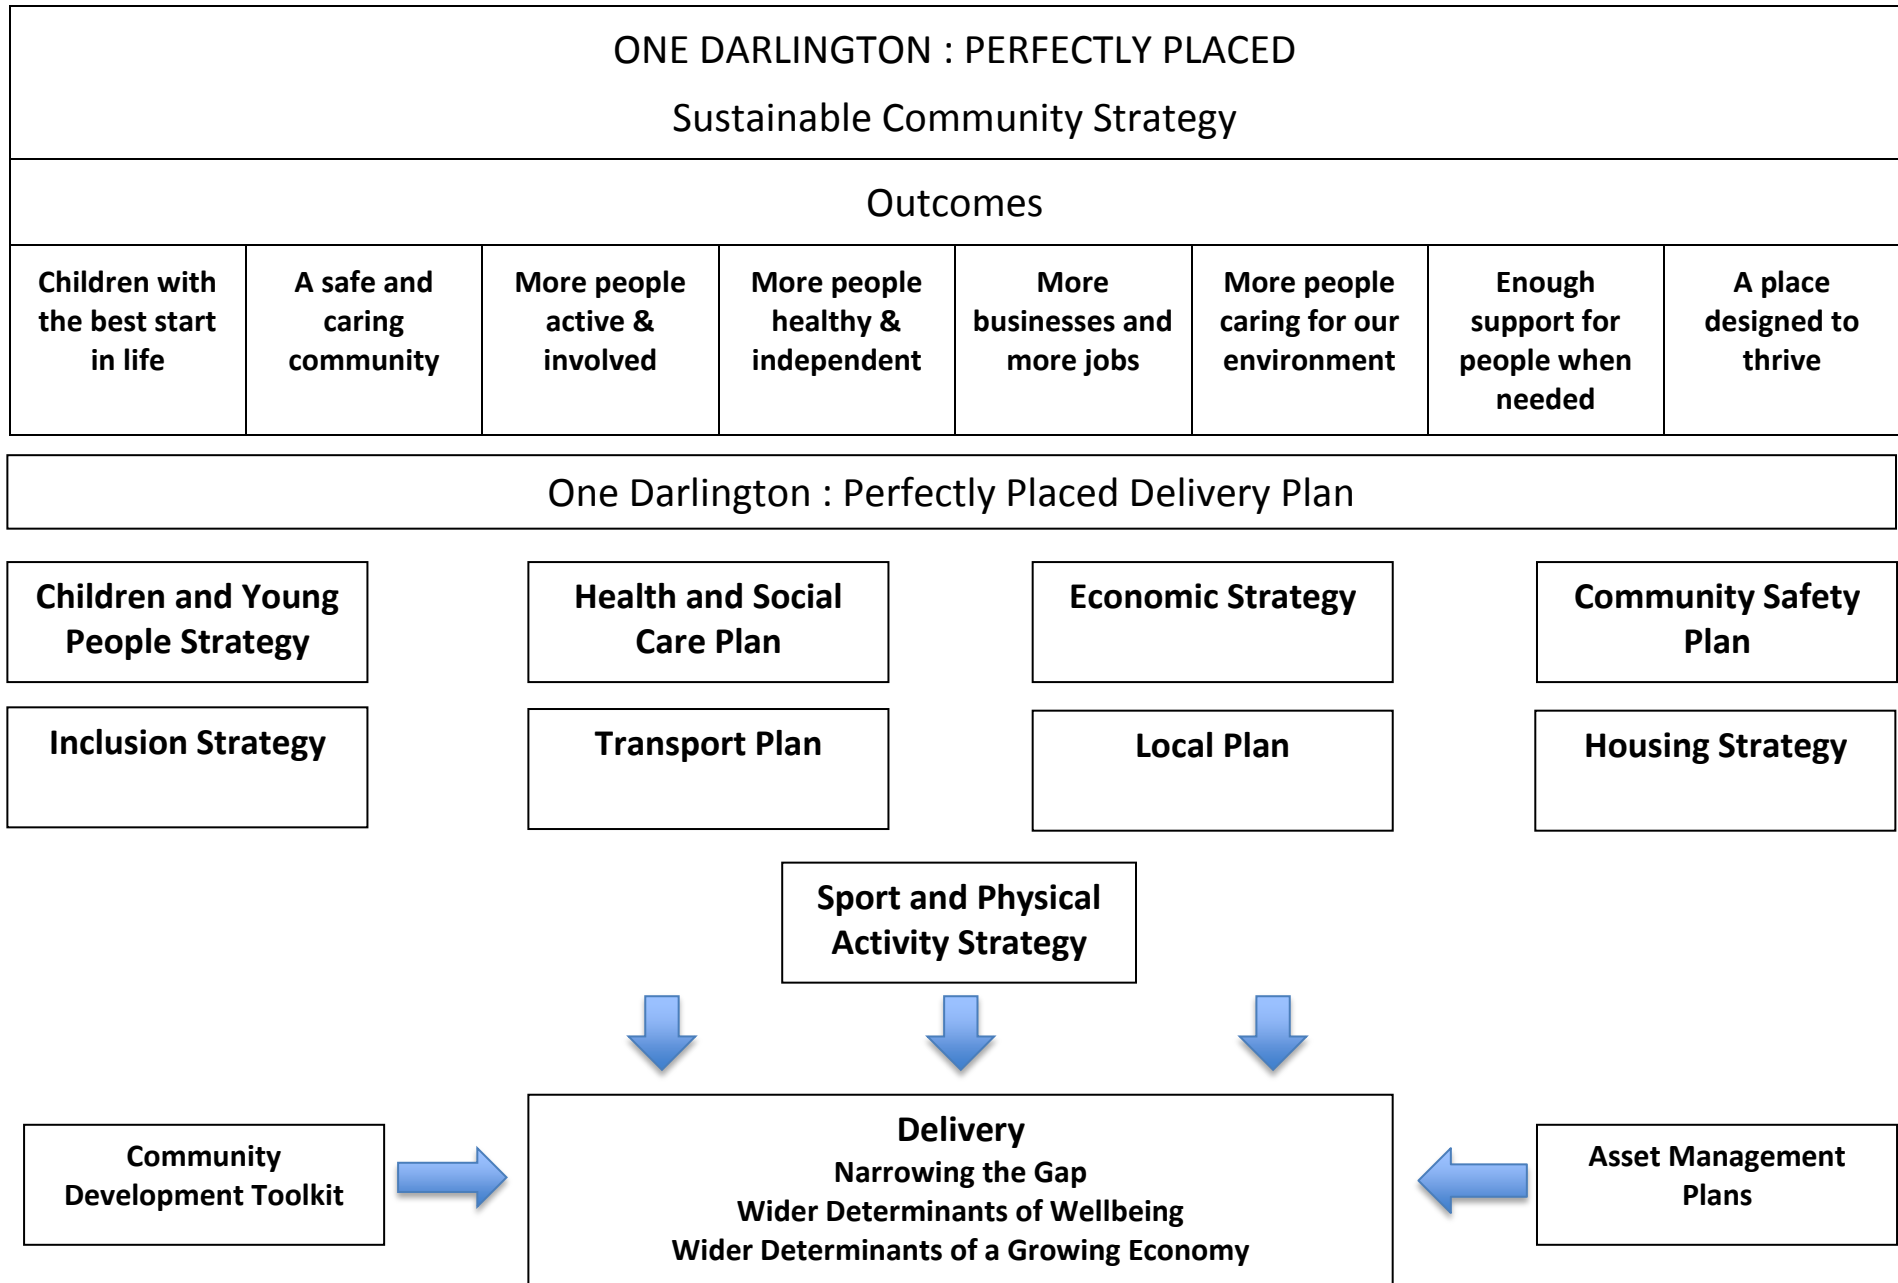 ONE DARLINGTON : PERFECTLY PLACED
Sustainable Community Strategy
Outcomes
Children with
the best start
in life
A safe and
caring
community
More people
active &
involved
More people
healthy &
independent
More
businesses and
more jobs
More people
caring for our
environment
Enough
support for
people when
needed
A place
designed to
thrive
One Darlington : Perfectly Placed Delivery Plan
Children and Young
People Strategy
Health and Social
Care Plan
Economic Strategy
Community Safety
Plan
Inclusion Strategy
Transport Plan
Local Plan
Housing Strategy
Sport and Physical
Activity Strategy
Community
Development Toolkit
Delivery
Narrowing the Gap
Wider Determinants of Wellbeing
Wider Determinants of a Growing Economy
Asset Management
Plans